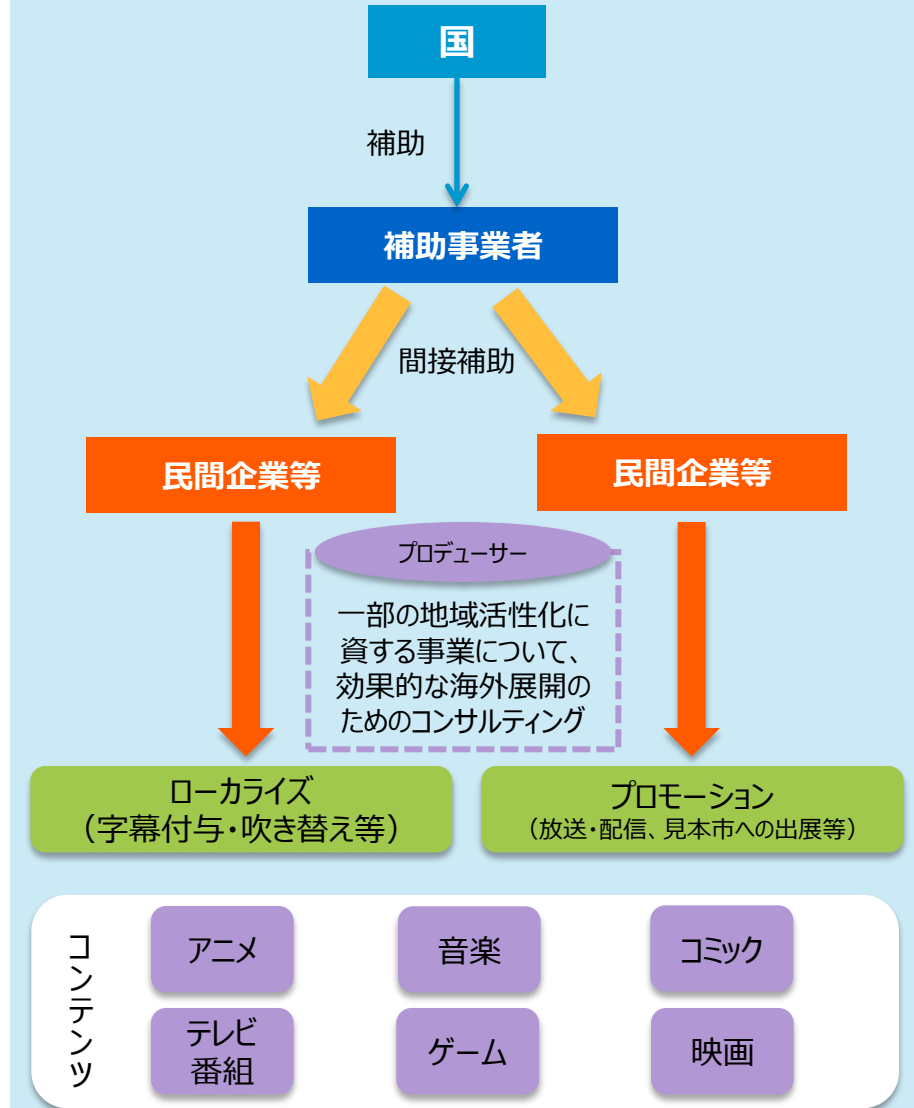 国
補助
補助事業者
間接補助
民間企業等
民間企業等
プロデューサー
一部の地域活性化に
資する事業について、
効果的な海外展開の
ためのコンサルティング
ローカライズ
（字幕付与・吹き替え等）
プロモーション
（放送・配信、見本市への出展等）
コンテンツ
アニメ
音楽
コミック
テレビ
番組
ゲーム
映画